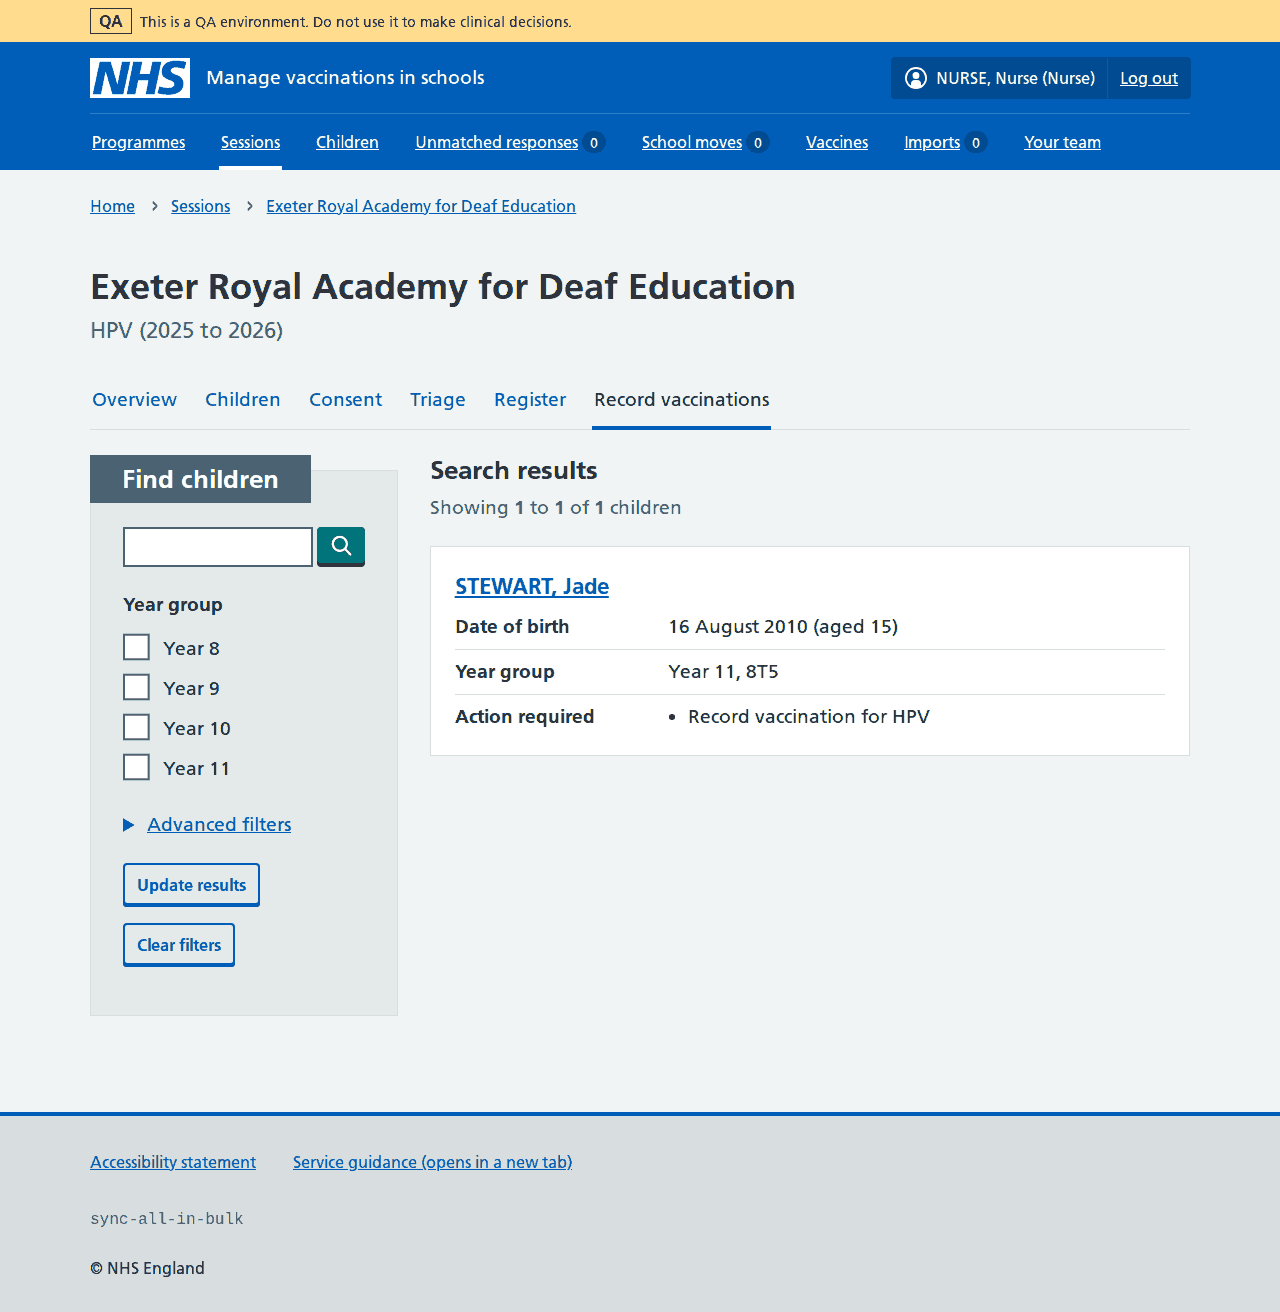 QA This is a QA environment. Do not use it to make clinical decisions.
NHS Manage vaccinations in schools NURSE, Nurse (Nurse) Log out
Programmes Sessions Children Unmatched responses 0 School moves 0 Vaccines Imports 0 Your team
Home Sessions Exeter Royal Academy for Deaf Education
Exeter Royal Academy for Deaf Education
HPV (2025 to 2026)
Overview Children Consent Triage Register Record vaccinations
Find children
Year group
Year 8
Year 9
Year 10
Year 11
Advanced filters
Update results
Clear filters
Search results
Showing 1 to 1 of 1 children
STEWART, Jade
Date of birth 16 August 2010 (aged 15)
Year group Year 11, 8T5
Action required • Record vaccination for HPV
Accessibility statement Service guidance (opens in a new tab)
sync-all-in-bulk
© NHS England